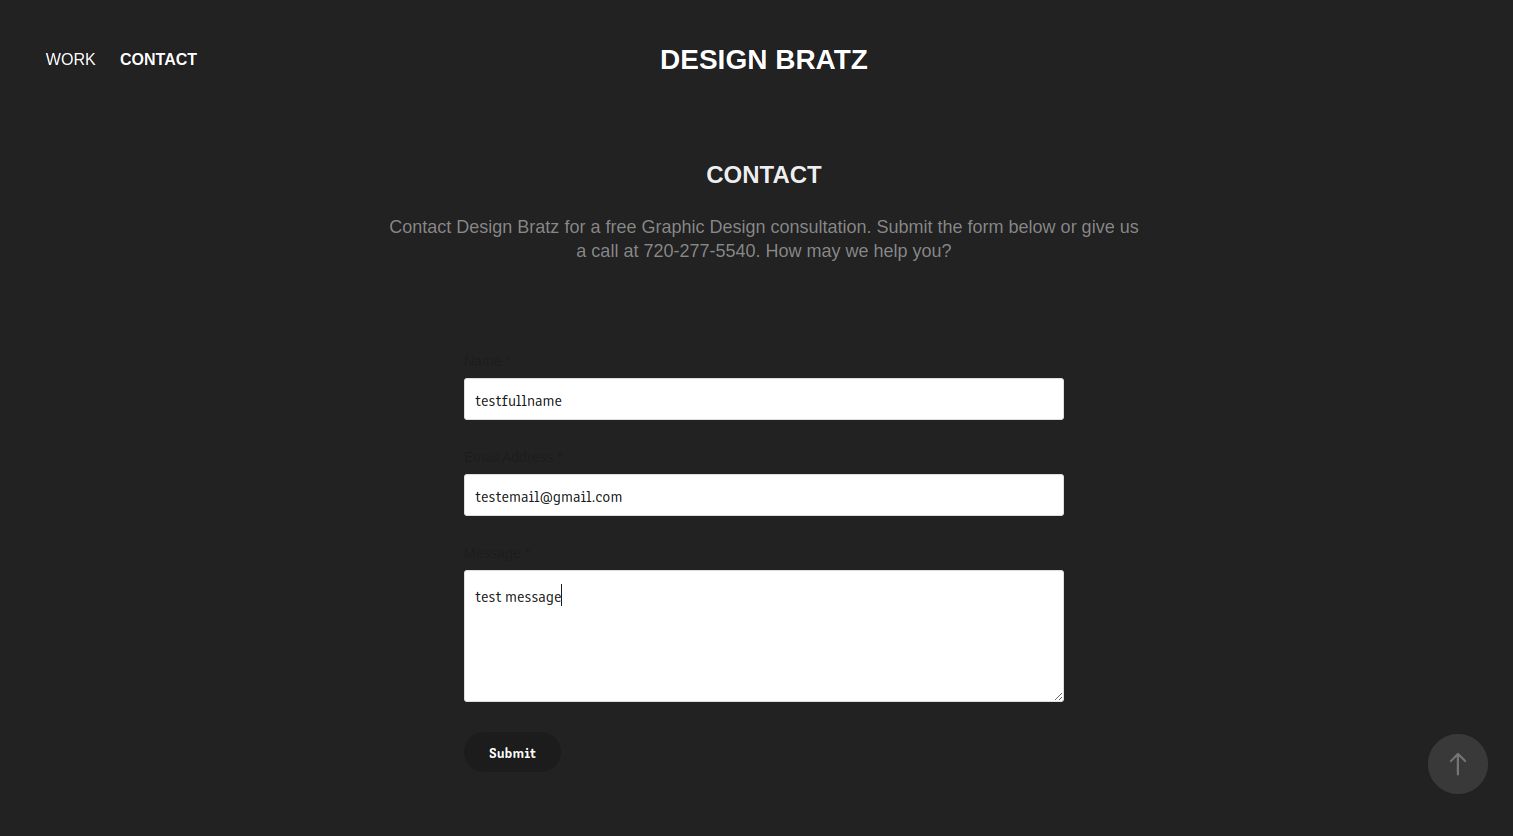 WORK CONTACT DESIGN BRATZ
CONTACT
Contact Design Bratz for a free Graphic Design consultation. Submit the form below or give us
a call at 720-277-5540. How may we help you?
Name *
testfullname
Email Address *
testemail@gmail.com
Message *
test message
Submit